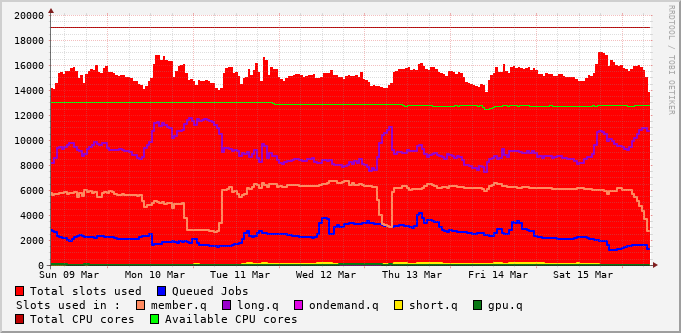 20000
18000
16000
14000
12000
10000
8000
6000
4000
2000
0
Sun 09 Mar Mon 10 Mar Tue 11 Mar Wed 12 Mar Thu 13 Mar Fri 14 Mar Sat 15 Mar
RRDTOOL / TOBI OETIKER
Total slots used Queued Jobs
Slots used in : member.q long.q ondemand.q short.q gpu.q
Total CPU cores Available CPU cores